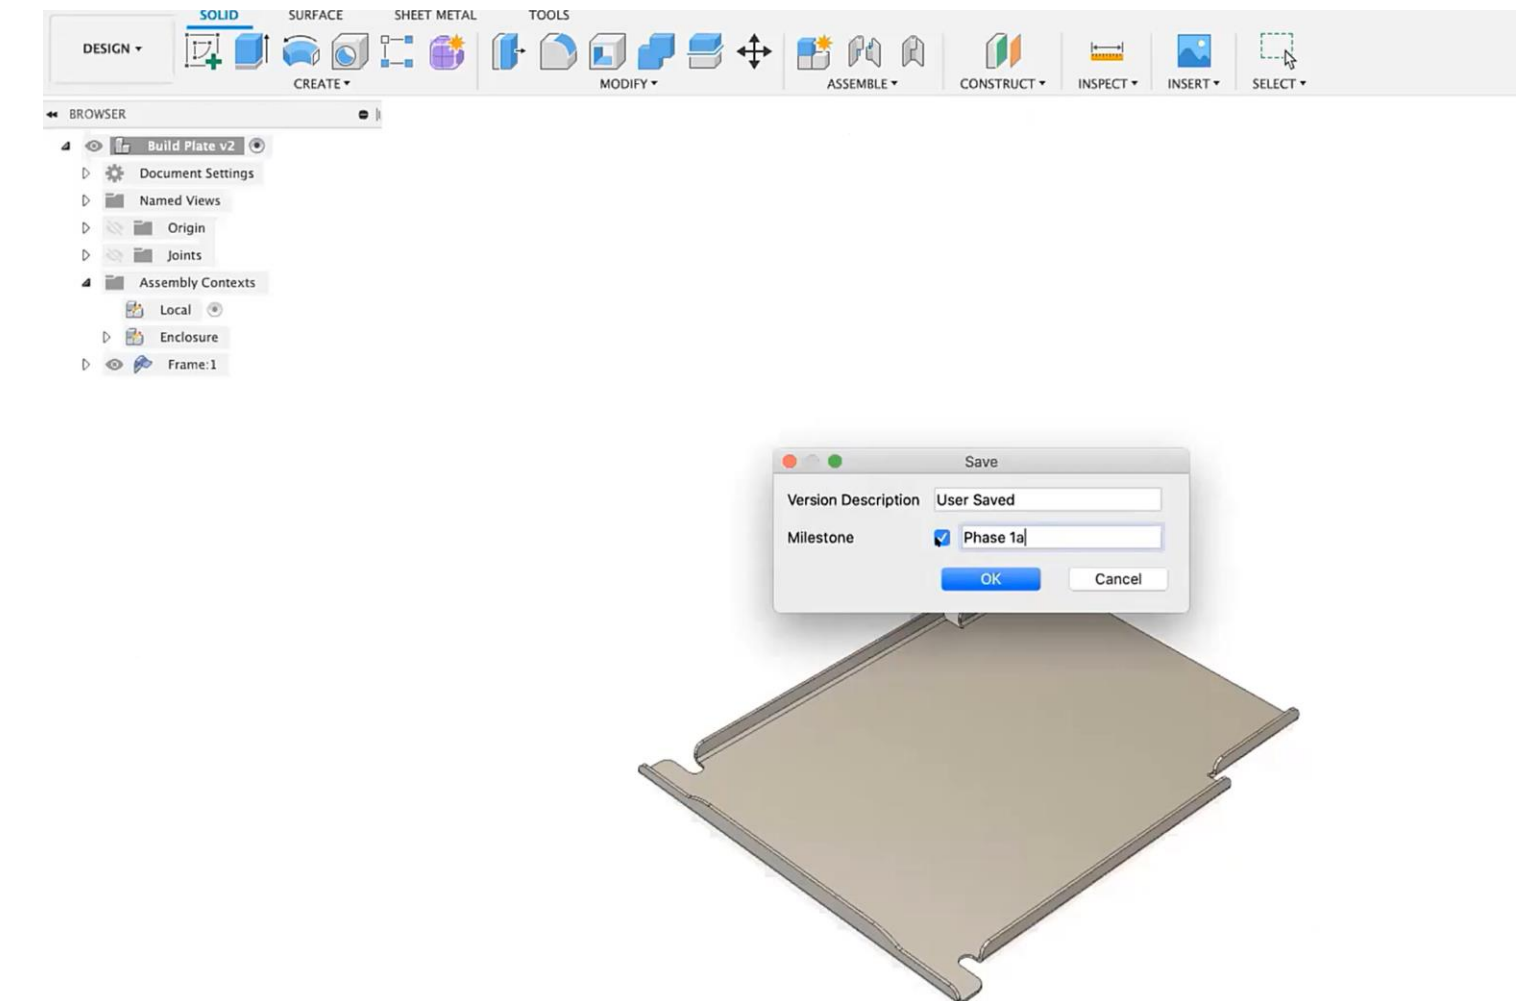 SOLID SURFACE SHEET METAL TOOLS
DESIGN
CREATE MODIFY ASSEMBLE CONSTRUCT INSPECT INSERT SELECT
BROWSER
Build Plate v2
Document Settings
Named Views
Origin
Joints
Assembly Contexts
Local
Enclosure
Frame:1
Save
Version Description User Saved
Milestone Phase 1a
OK Cancel